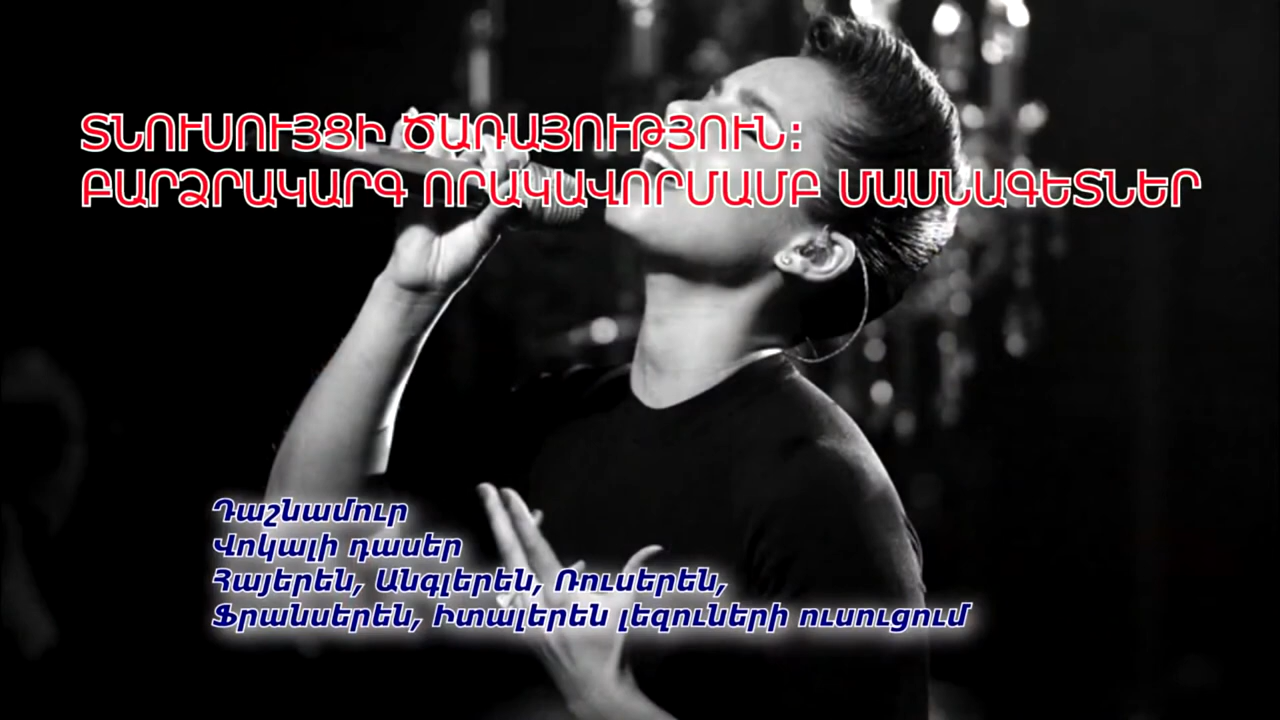 ՏՆՈՒՍՈՒՅՑԻ ԾԱՌԱՅՈՒԹՅՈՒՆ:
ԲԱՐՁՐԱԿԱՐԳ ՈՐԱԿԱՎՈՐՄԱՄԲ ՄԱՍՆԱԳԵՏՆԵՐ
Դաշնամուր
Վոկալի դասեր
Հայերեն, Անգլերեն, Ռուսերեն,
Ֆրանսերեն, Իտալերեն լեզուների ուսուցում